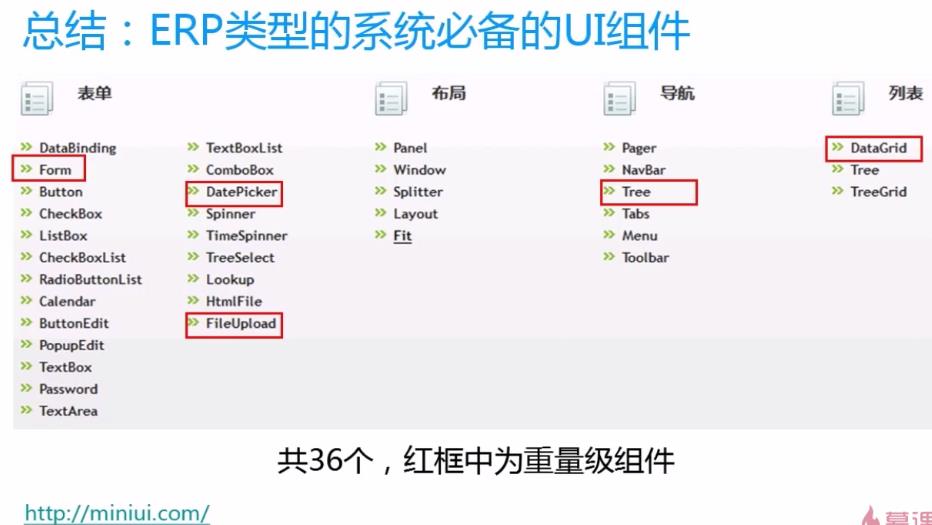 总结：ERP类型的系统必备的UI组件
表单
DataBinding
Form
Button
CheckBox
ListBox
CheckBoxList
RadioButtonList
Calendar
ButtonEdit
PopupEdit
TextBox
Password
TextArea
TextBoxList
ComboBox
DatePicker
Spinner
TimeSpinner
TreeSelect
Lookup
HtmlFile
FileUpload
布局
Panel
Window
Splitter
Layout
Fit
导航
Pager
NavBar
Tree
Tabs
Menu
Toolbar
列表
DataGrid
Tree
TreeGrid
共36个，红框中为重量级组件
http://miniui.com/